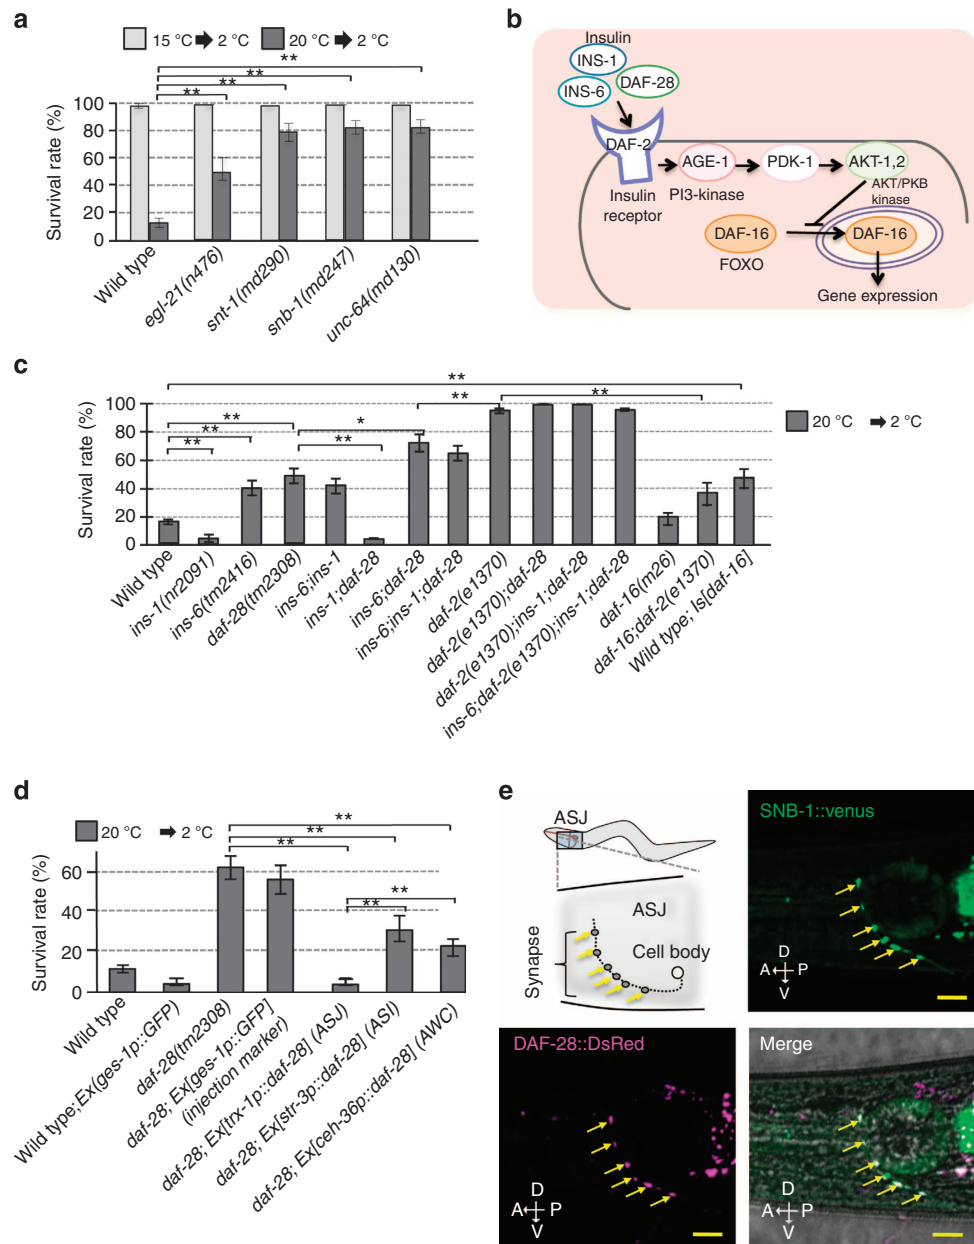 a
15 °C 2 °C 20 °C 2 °C
**
**
**
**
Survival rate (%)
100
80
60
40
20
0
Wild type
egl-21(n476)
snt-1(md290)
snb-1(md247)
unc-64(md130)
b
Insulin
INS-1
INS-6
DAF-28
DAF-2
Insulin
receptor
AGE-1
PI3-kinase
PDK-1
AKT-1,2
AKT/PKB
kinase
DAF-16
FOXO
DAF-16
Gene expression
c
20 °C 2 °C
**
**
**
*
**
**
**
**
Survival rate (%)
100
80
60
40
20
0
Wild type
ins-1(nr2091)
ins-6(tm2416)
daf-28(tm2308)
ins-6;ins-1
ins-1;daf-28
ins-6;daf-28
ins-6;ins-1;daf-28
daf-2(e1370)
daf-2(e1370);daf-28
daf-2(e1370);ins-1;daf-28
ins-6;daf-2(e1370);ins-1;daf-28
daf-16(m26)
daf-16;daf-2(e1370)
Wild type; Is[daf-16]
d
20 °C 2 °C
**
**
**
**
**
Survival rate (%)
60
40
20
0
Wild type
Wild type;Ex(ges-1p::GFP)
daf-28(tm2308)
daf-28; Ex[ges-1p::GFP]
(injection marker)
daf-28; Ex[trx-1p::daf-28] (ASJ)
daf-28; Ex[str-3p::daf-28] (ASI)
daf-28; Ex[ceh-36p::daf-28] (AWC)
e
ASJ
ASJ
Cell body
Synapse
SNB-1::venus
D
A P
V
DAF-28::DsRed
D
A P
V
Merge
D
A P
V